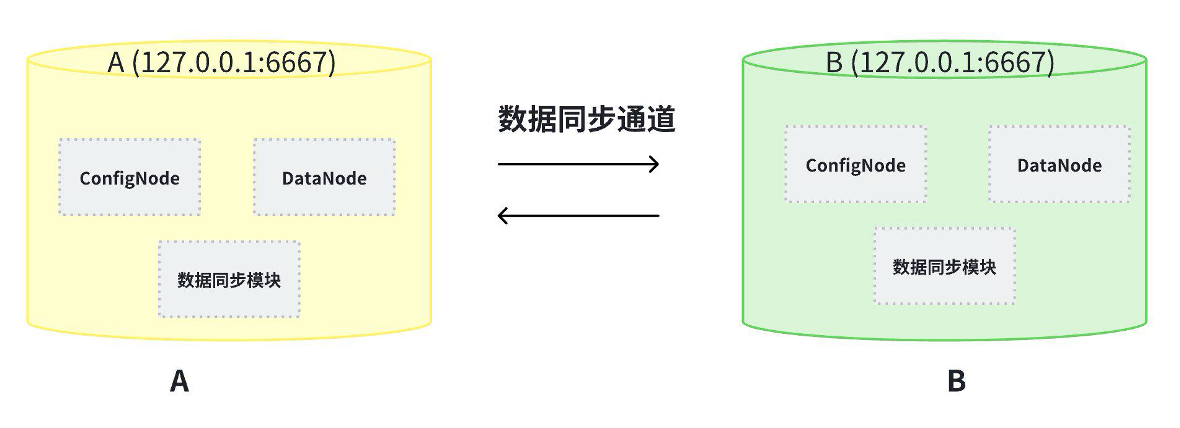 A (127.0.0.1:6667)
ConfigNode
DataNode
数据同步模块
A
数据同步通道
B (127.0.0.1:6667)
ConfigNode
DataNode
数据同步模块
B